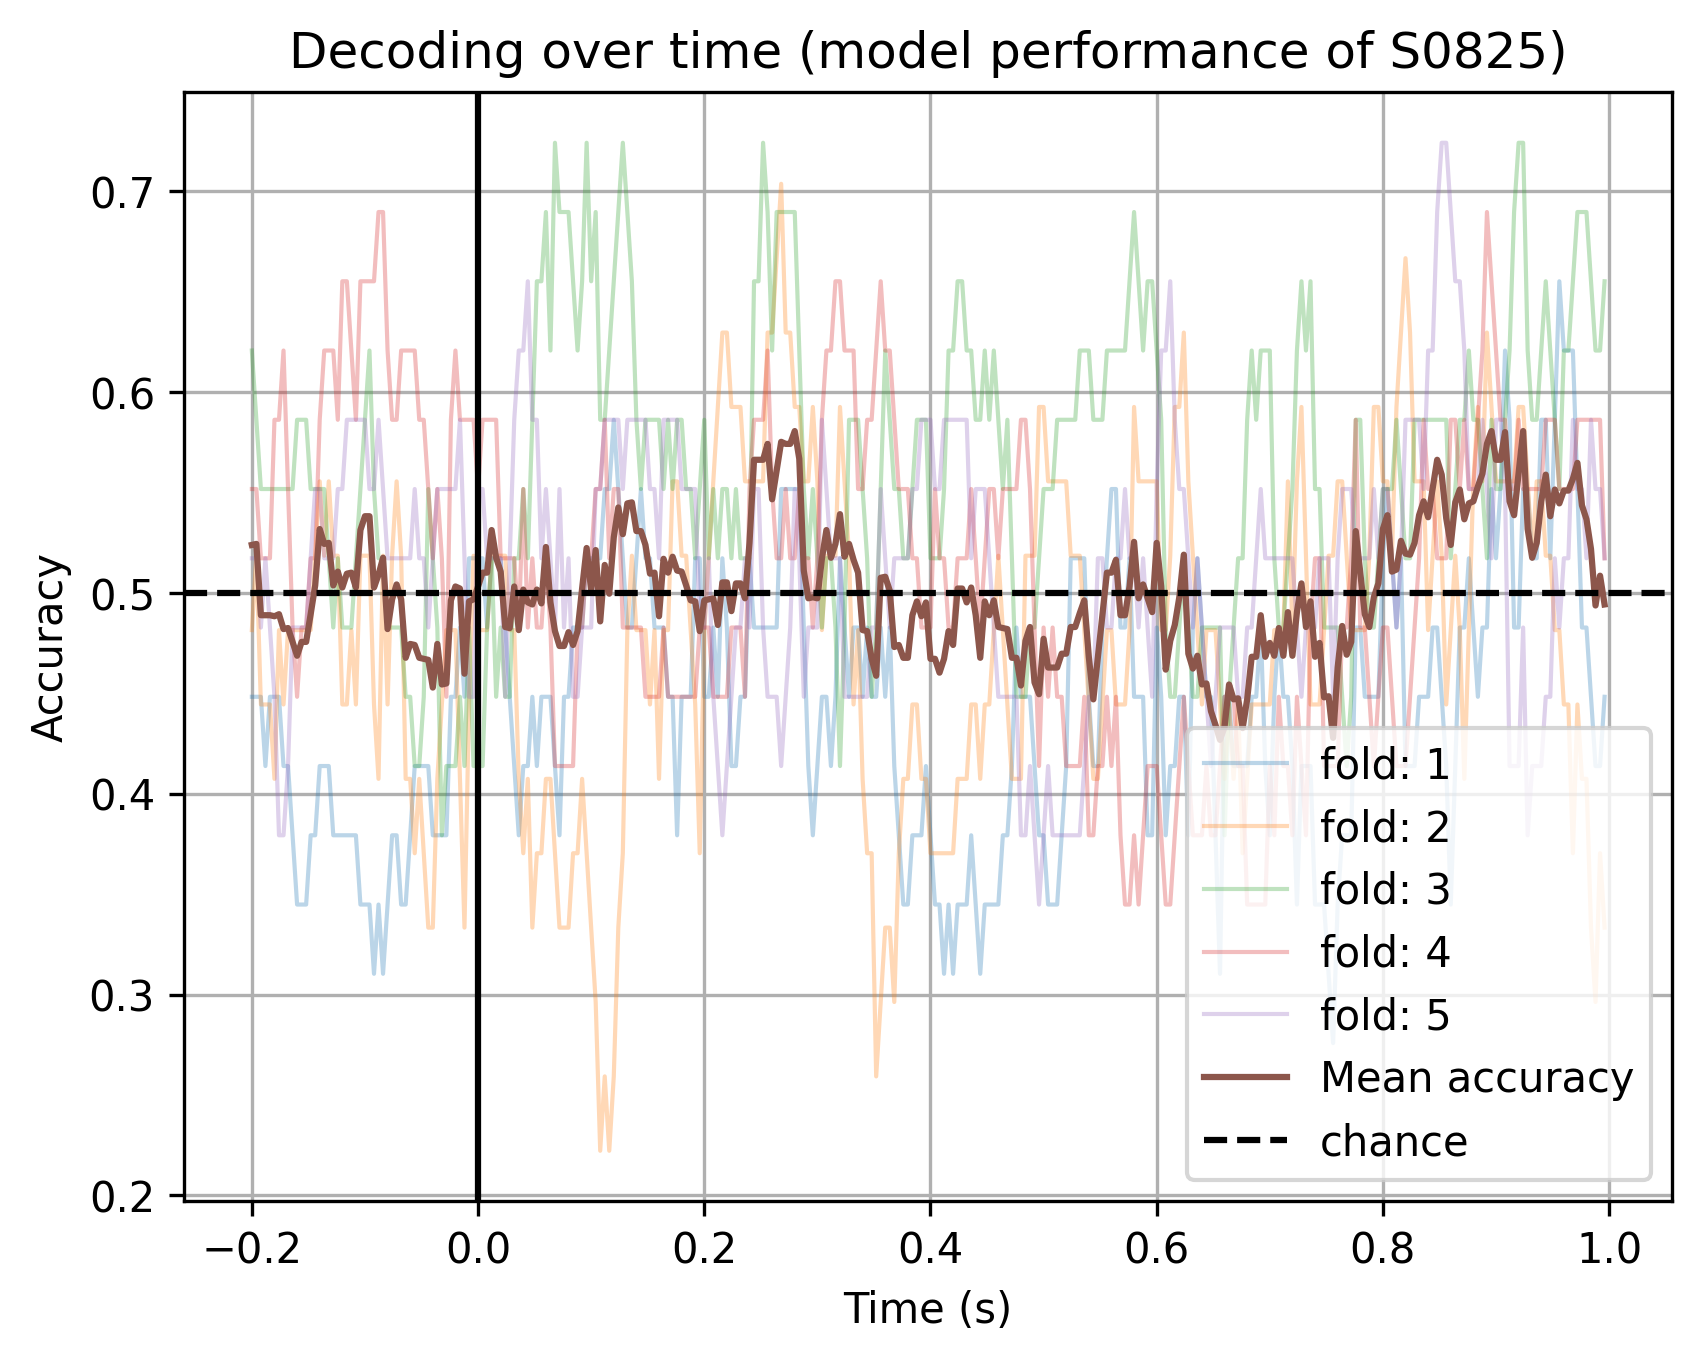 Decoding over time (model performance of S0825)
Accuracy
0.7
0.6
0.5
0.4
0.3
0.2
−0.2 0.0 0.2 0.4 0.6 0.8 1.0
Time (s)
fold: 1
fold: 2
fold: 3
fold: 4
fold: 5
Mean accuracy
chance